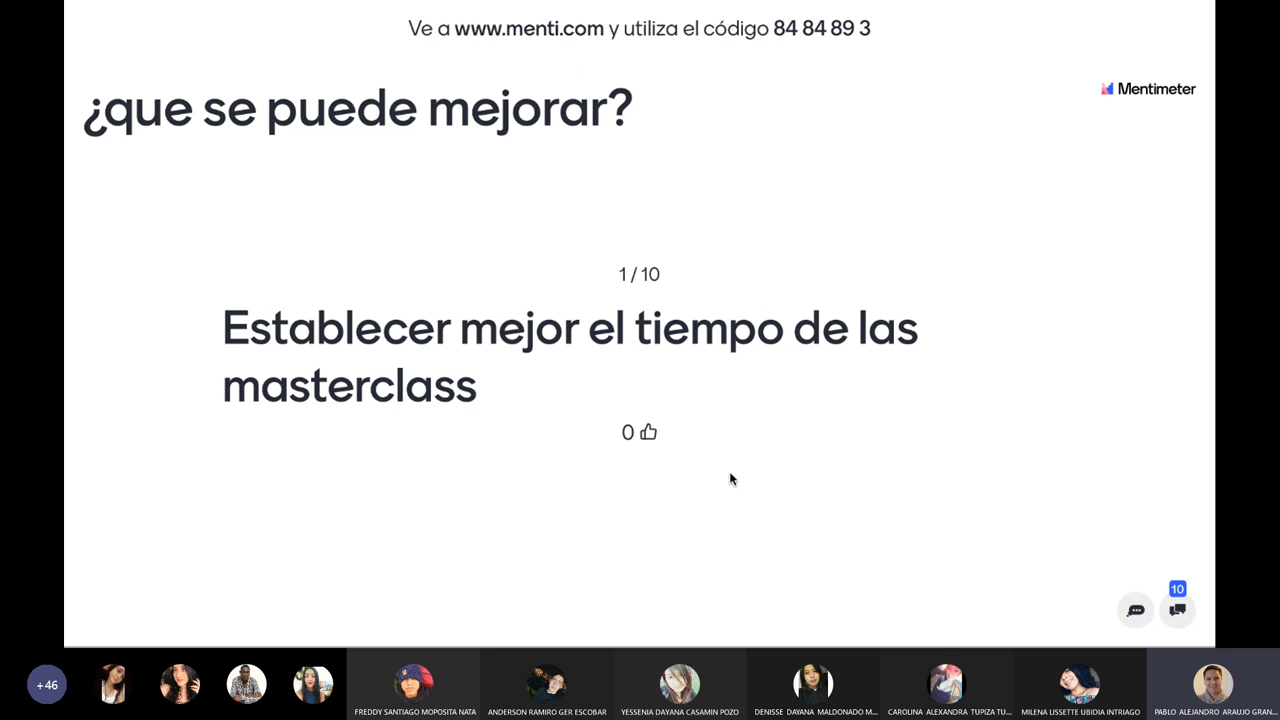 Ve a www.menti.com y utiliza el código 84 84 89 3
Mentimeter
¿que se puede mejorar?
1 / 10
Establecer mejor el tiempo de las
masterclass
0
10
+46
FREDDY SANTIAGO MOPOSITA NATA
ANDERSON RAMIRO GER ESCOBAR
YESSENIA DAYANA CASAMIN POZO
DENISSE DAYANA MALDONADO M...
CAROLINA ALEXANDRA TUPIZA TU...
MILENA LISSETTE UBIDIA INTRIAGO
PABLO ALEJANDRO ARAUJO GRAN...